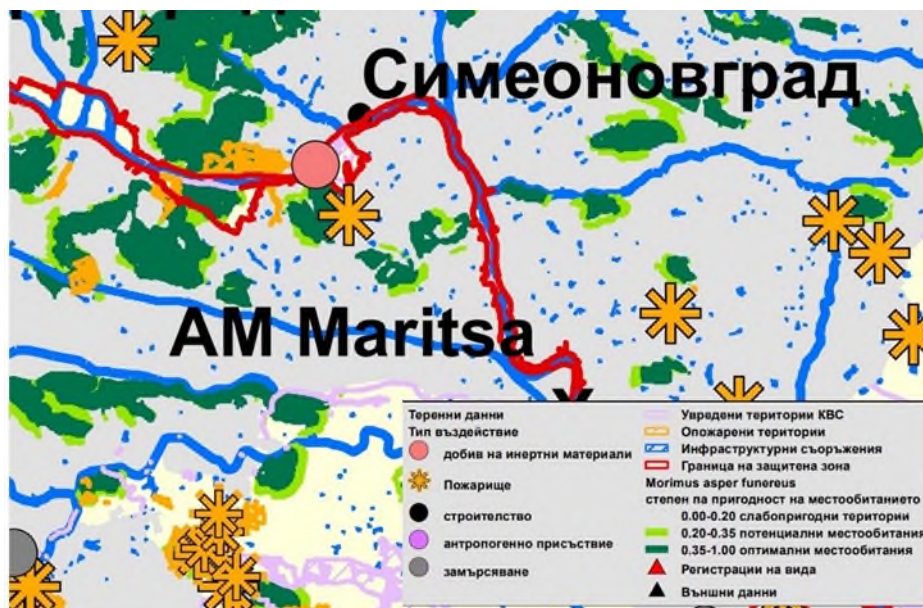 Симеоновград
AM Maritsa
Теренни данни
Тип въздействие
добив на инертни материали
Пожарище
строителство
антропогенно присъствие
замърсяване
Увредени територии КВС
Опожарени територии
Инфраструктурни съоръжения
Граница на защитена зона
Morimus asper funereus
степен па пригодност на местообитанието
0.00-0.20 слабопригодни територии
0.20-0.35 потенциални местообитания
0.35-1.00 оптимални местообитания
Регистрации на вида
Външни данни